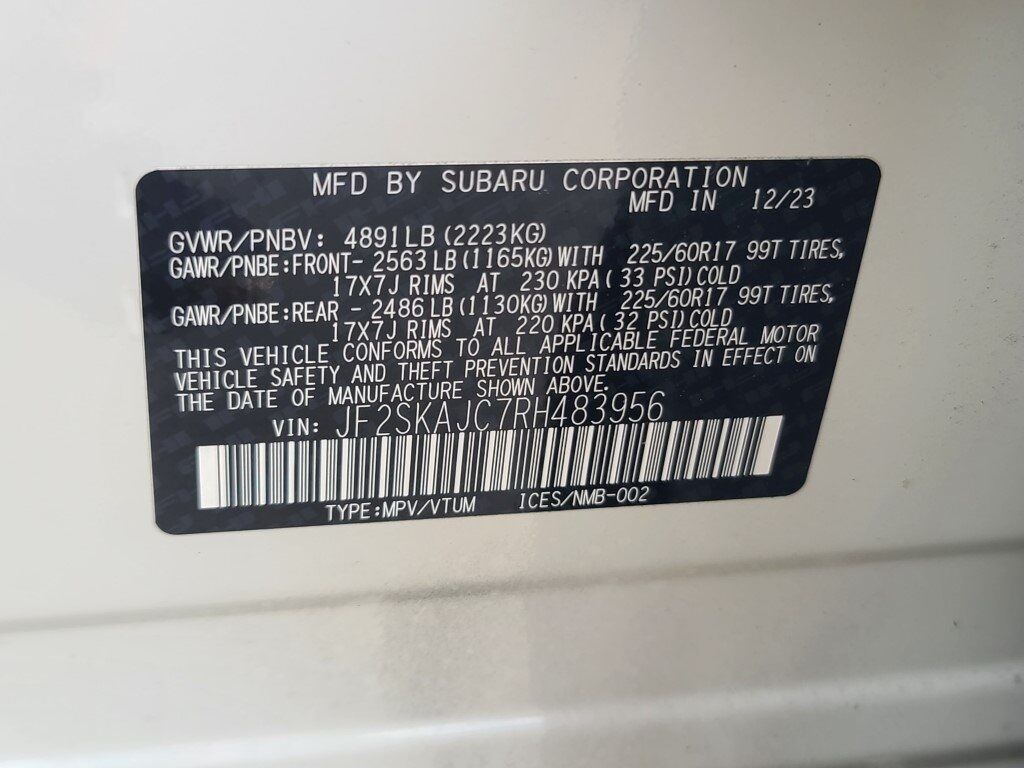 MFD BY SUBARU CORPORATION
MFD IN 12/23
GVWR/PNBV: 4891LB(2223KG)
GAWR/PNBE:FRONT- 2563LB(1165KG)WITH 225/60R17 99T TIRES,
17X7J RIMS AT 230 KPA(33 PSI)COLD
GAWR/PNBE:REAR - 2486LB(1130KG)WITH 225/60R17 99T TIRES,
17X7J RIMS AT 220 KPA(32 PSI)COLD
THIS VEHICLE CONFORMS TO ALL APPLICABLE FEDERAL MOTOR
VEHICLE SAFETY AND THEFT PREVENTION STANDARDS IN EFFECT ON
THE DATE OF MANUFACTURE SHOWN ABOVE.
VIN: JF2SKAJC7RH483956
TYPE:MPV/VTUM ICES/NMB-002